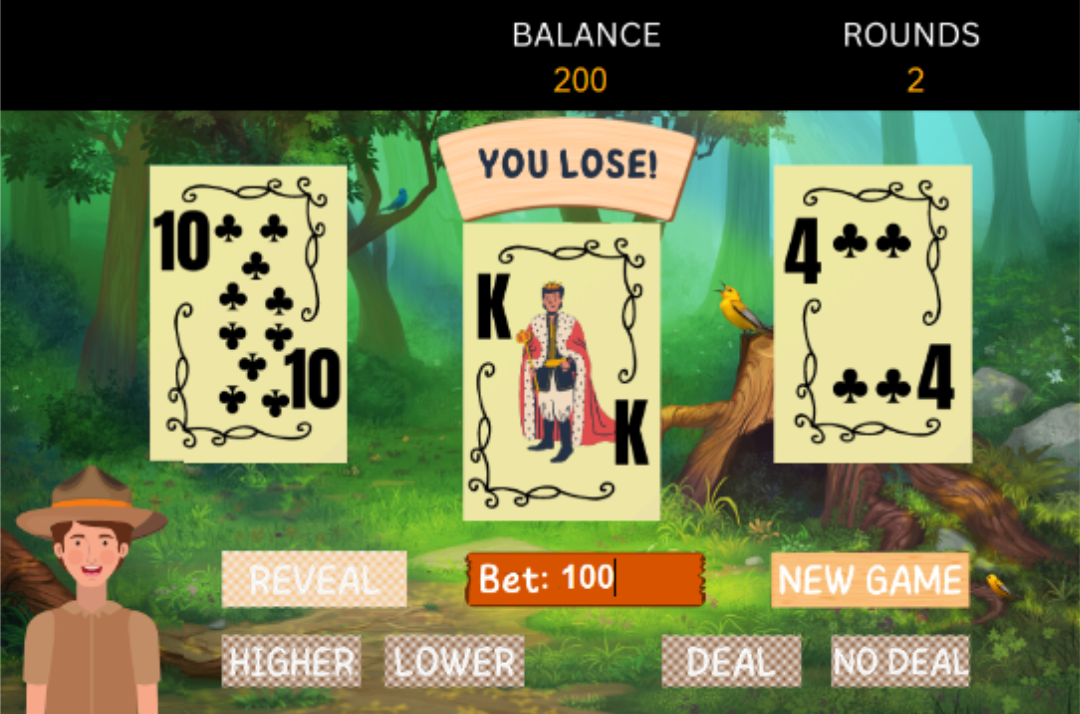 BALANCE
200
ROUNDS
2
YOU LOSE!
10
10
K
K
4
4
REVEAL
Bet: 100
NEW GAME
HIGHER
LOWER
DEAL
NO DEAL